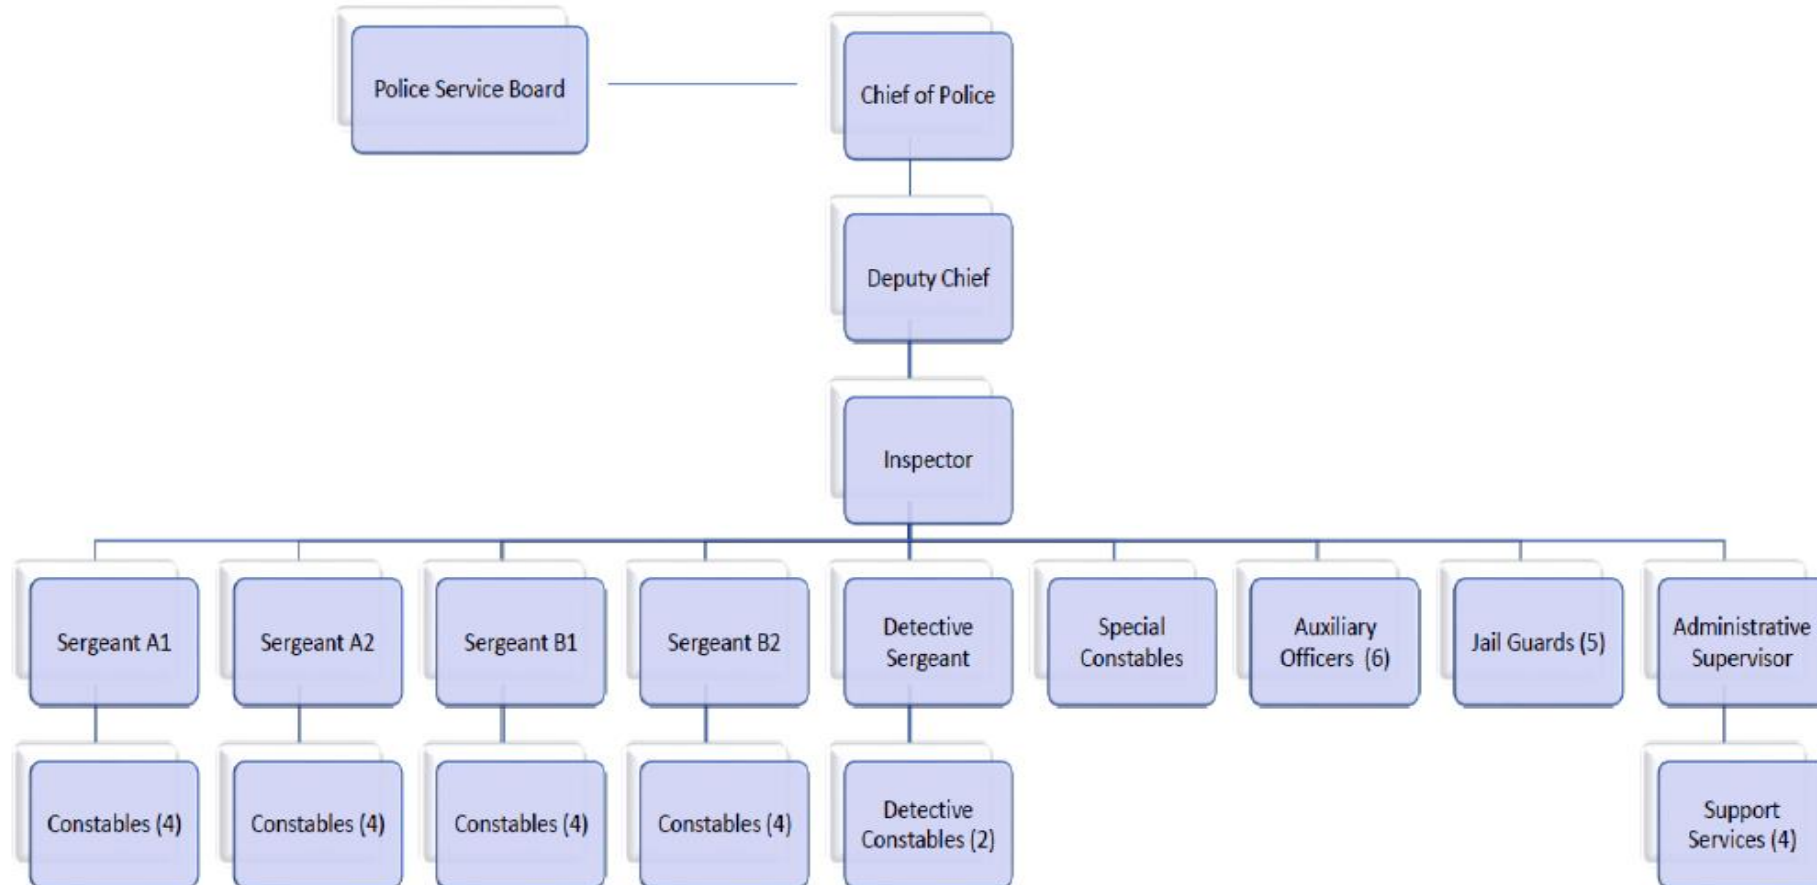 Police Service Board
Chief of Police
Deputy Chief
Inspector
Sergeant A1
Sergeant A2
Sergeant B1
Sergeant B2
Detective
Sergeant
Special
Constables
Auxiliary
Officers (6)
Jail Guards (5)
Administrative
Supervisor
Constables (4)
Constables (4)
Constables (4)
Constables (4)
Detective
Constables (2)
Support
Services (4)